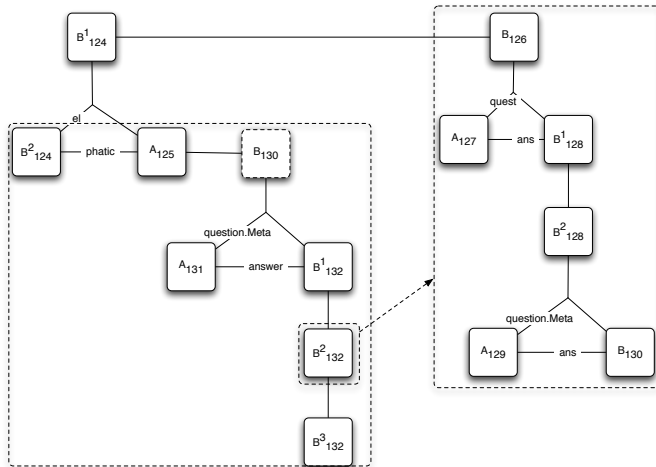 B¹₁₂₄
B₁₂₆
el
quest
B²₁₂₄
phatic
A₁₂₅
B₁₃₀
A₁₂₇
ans
B¹₁₂₈
question.Meta
B²₁₂₈
A₁₃₁
answer
B¹₁₃₂
question.Meta
B²₁₃₂
A₁₂₉
ans
B₁₃₀
B³₁₃₂